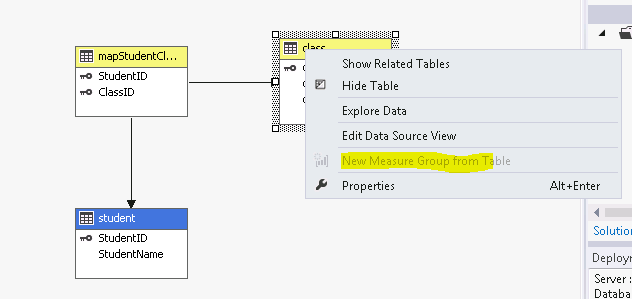 class
mapStudentCl...
StudentID
ClassID
Show Related Tables
Hide Table
Explore Data
Edit Data Source View
New Measure Group from Table
Properties Alt+Enter
student
StudentID
StudentName
Solution
Deploym
Server :
Databa